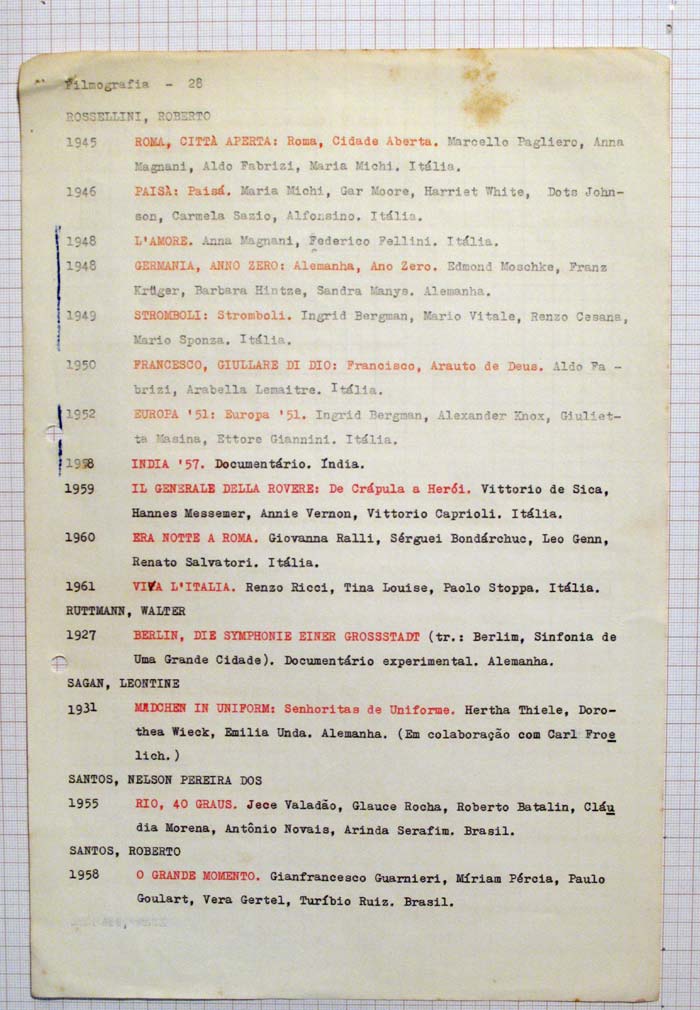 Filmografia - 28
ROSSELLINI, ROBERTO
1945 ROMA, CITTÀ APERTA: Roma, Cidade Aberta. Marcello Pagliero, Anna
Magnani, Aldo Fabrizi, Maria Michi. Itália.
1946 PAISÀ: Paisá. Maria Michi, Gar Moore, Harriet White, Dots John-
son, Carmela Sazio, Alfonsino. Itália.
1948 L'AMORE. Anna Magnani, Federico Fellini. Itália.
1948 GERMANIA, ANNO ZERO: Alemanha, Ano Zero. Edmond Moschke, Franz
Krüger, Barbara Hintze, Sandra Manys. Alemanha.
1949 STROMBOLI: Stromboli. Ingrid Bergman, Mario Vitale, Renzo Cesana,
Mario Sponza. Itália.
1950 FRANCESCO, GIULLARE DI DIO: Francisco, Arauto de Deus. Aldo Fa -
brizi, Arabella Lemaitre. Itália.
1952 EUROPA '51: Europa '51. Ingrid Bergman, Alexander Knox, Giuliet-
ta Masina, Ettore Giannini. Itália.
1958 INDIA '57. Documentário. Índia.
1959 IL GENERALE DELLA ROVERE: De Crápula a Herói. Vittorio de Sica,
Hannes Messemer, Annie Vernon, Vittorio Caprioli. Itália.
1960 ERA NOTTE A ROMA. Giovanna Ralli, Sérguei Bondárchuc, Leo Genn,
Renato Salvatori. Itália.
1961 VIVA L'ITALIA. Renzo Ricci, Tina Louise, Paolo Stoppa. Itália.
RUTTMANN, WALTER
1927 BERLIN, DIE SYMPHONIE EINER GROSSSTADT (tr.: Berlim, Sinfonia de
Uma Grande Cidade). Documentário experimental. Alemanha.
SAGAN, LEONTINE
1931 MÄDCHEN IN UNIFORM: Senhoritas de Uniforme. Hertha Thiele, Doro-
thea Wieck, Emilia Unda. Alemanha. (Em colaboração com Carl Froe
lich.)
SANTOS, NELSON PEREIRA DOS
1955 RIO, 40 GRAUS. Jece Valadão, Glauce Rocha, Roberto Batalin, Cláu
dia Morena, Antônio Novais, Arinda Serafim. Brasil.
SANTOS, ROBERTO
1958 O GRANDE MOMENTO. Gianfrancesco Guarnieri, Míriam Pércia, Paulo
Goulart, Vera Gertel, Turíbio Ruiz. Brasil.